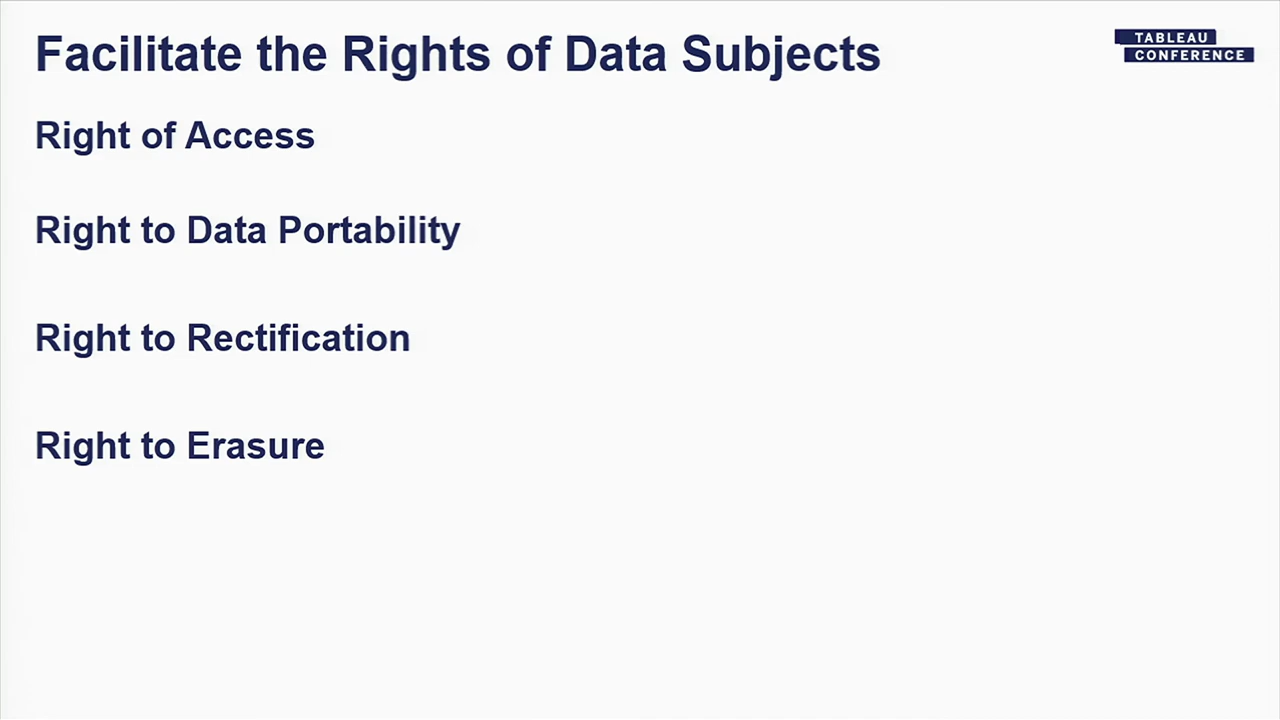 Facilitate the Rights of Data Subjects
TABLEAU
CONFERENCE
Right of Access
Right to Data Portability
Right to Rectification
Right to Erasure